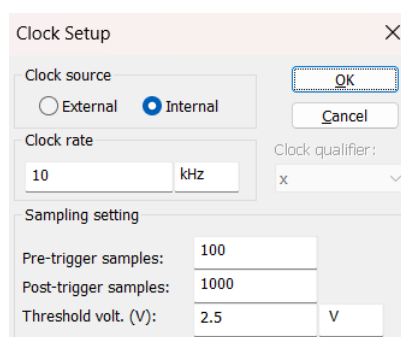 Clock Setup
Clock source
External Internal
OK
Cancel
Clock rate
10 kHz
Clock qualifier:
x
Sampling setting
Pre-trigger samples: 100
Post-trigger samples: 1000
Threshold volt. (V): 2.5 V